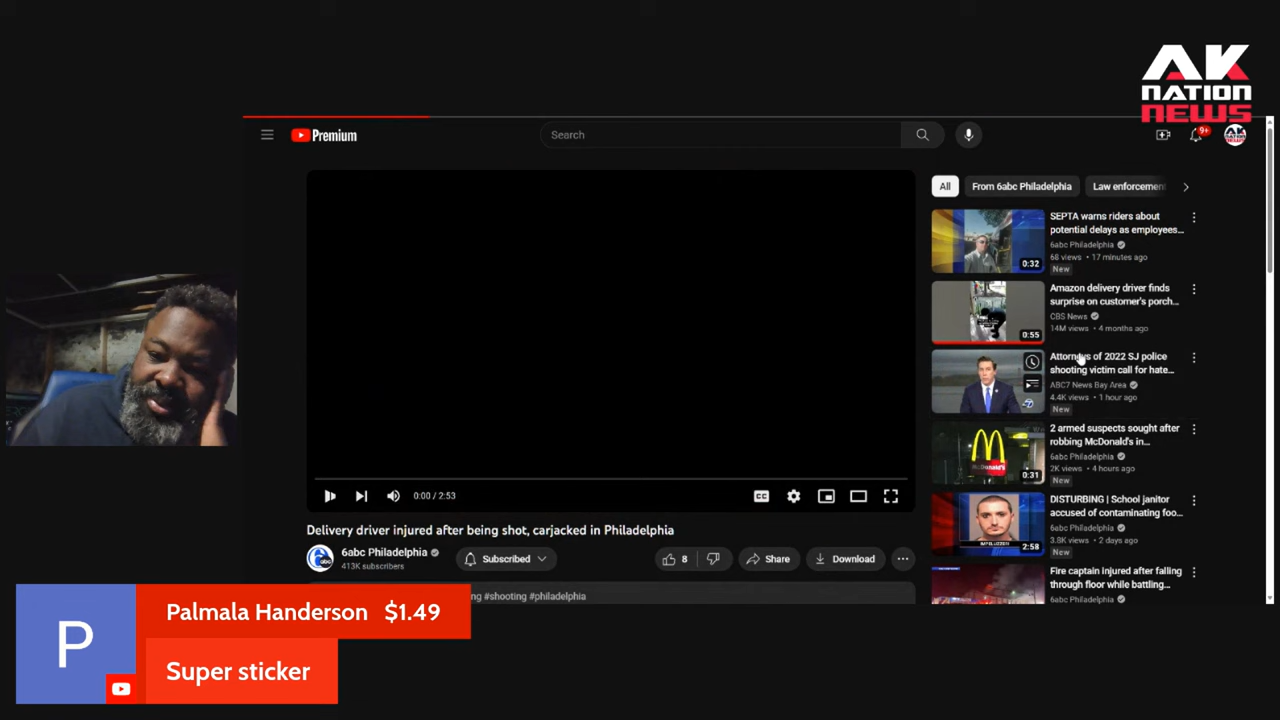 AK
NATION
NEWS
Premium
Search
9+
All
From 6abc Philadelphia
Law enforcement
SEPTA warns riders about
potential delays as employees...
6abc Philadelphia
68 views • 17 minutes ago
New
0:32
Amazon delivery driver finds
surprise on customer's porch...
CBS News
14M views • 4 months ago
0:55
Attorneys of 2022 SJ police
shooting victim call for hate...
ABC7 News Bay Area
4.4K views • 1 hour ago
New
2 armed suspects sought after
robbing McDonald's in...
6abc Philadelphia
2K views • 4 hours ago
New
McDonald's
0:31
DISTURBING | School janitor
accused of contaminating foo...
6abc Philadelphia
3.8K views • 2 days ago
New
2:58
Fire captain injured after falling
through floor while battling...
6abc Philadelphia
0:00 / 2:53
CC
Delivery driver injured after being shot, carjacked in Philadelphia
6abc Philadelphia
413K subscribers
Subscribed
8
Share
Download
ng #shooting #philadelphia
P
Palmala Handerson $1.49
Super sticker